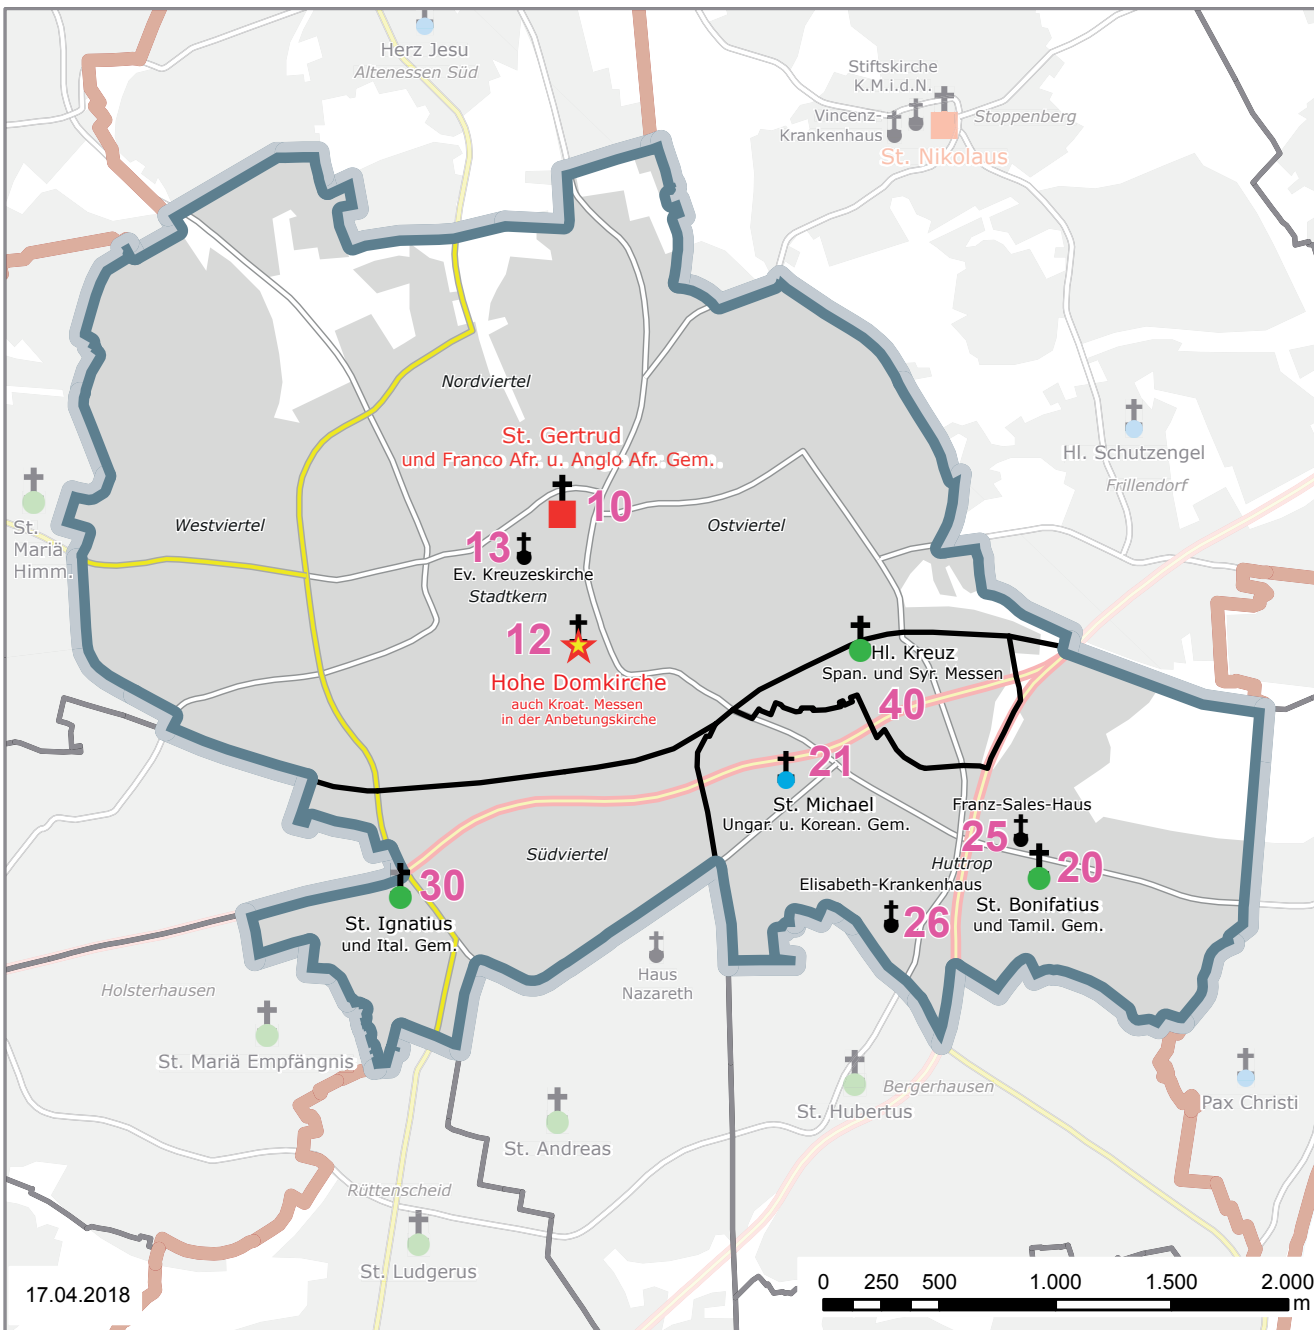 Herz Jesu
Altenessen Süd
Stiftskirche
K.M.i.d.N.
Vincenz-
Krankenhaus
Stoppenberg
St. Nikolaus
Nordviertel
St. Gertrud
und Franco Afr. u. Anglo Afr. Gem.
10
Hl. Schutzengel
Frillendorf
St.
Mariä
Himm.
Westviertel
Ostviertel
13
Ev. Kreuzeskirche
Stadtkern
12
Hohe Domkirche
auch Kroat. Messen
in der Anbetungskirche
Hl. Kreuz
Span. und Syr. Messen
40
21
St. Michael
Ungar. u. Korean. Gem.
Franz-Sales-Haus
25
Südviertel
Huttrop
20
30
St. Ignatius
und Ital. Gem.
Elisabeth-Krankenhaus
26
St. Bonifatius
und Tamil. Gem.
Haus
Nazareth
Holsterhausen
St. Mariä Empfängnis
Bergerhausen
St. Hubertus
Pax Christi
St. Andreas
Rüttenscheid
St. Ludgerus
17.04.2018
0 250 500 1.000 1.500 2.000
m